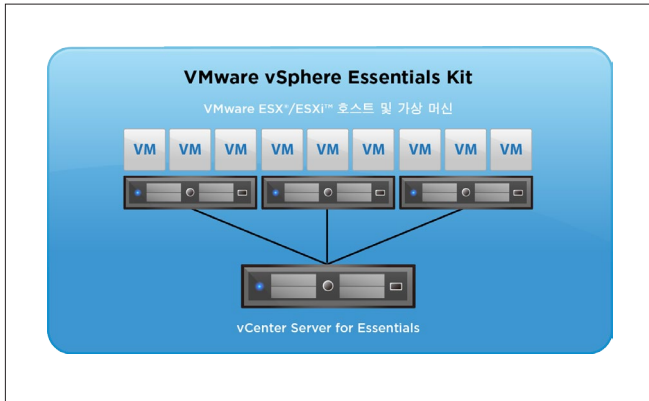 VMware vSphere Essentials Kit
VMware ESX®/ESXi™ 호스트 및 가상 머신
VM VM VM VM VM VM VM VM VM
vCenter Server for Essentials